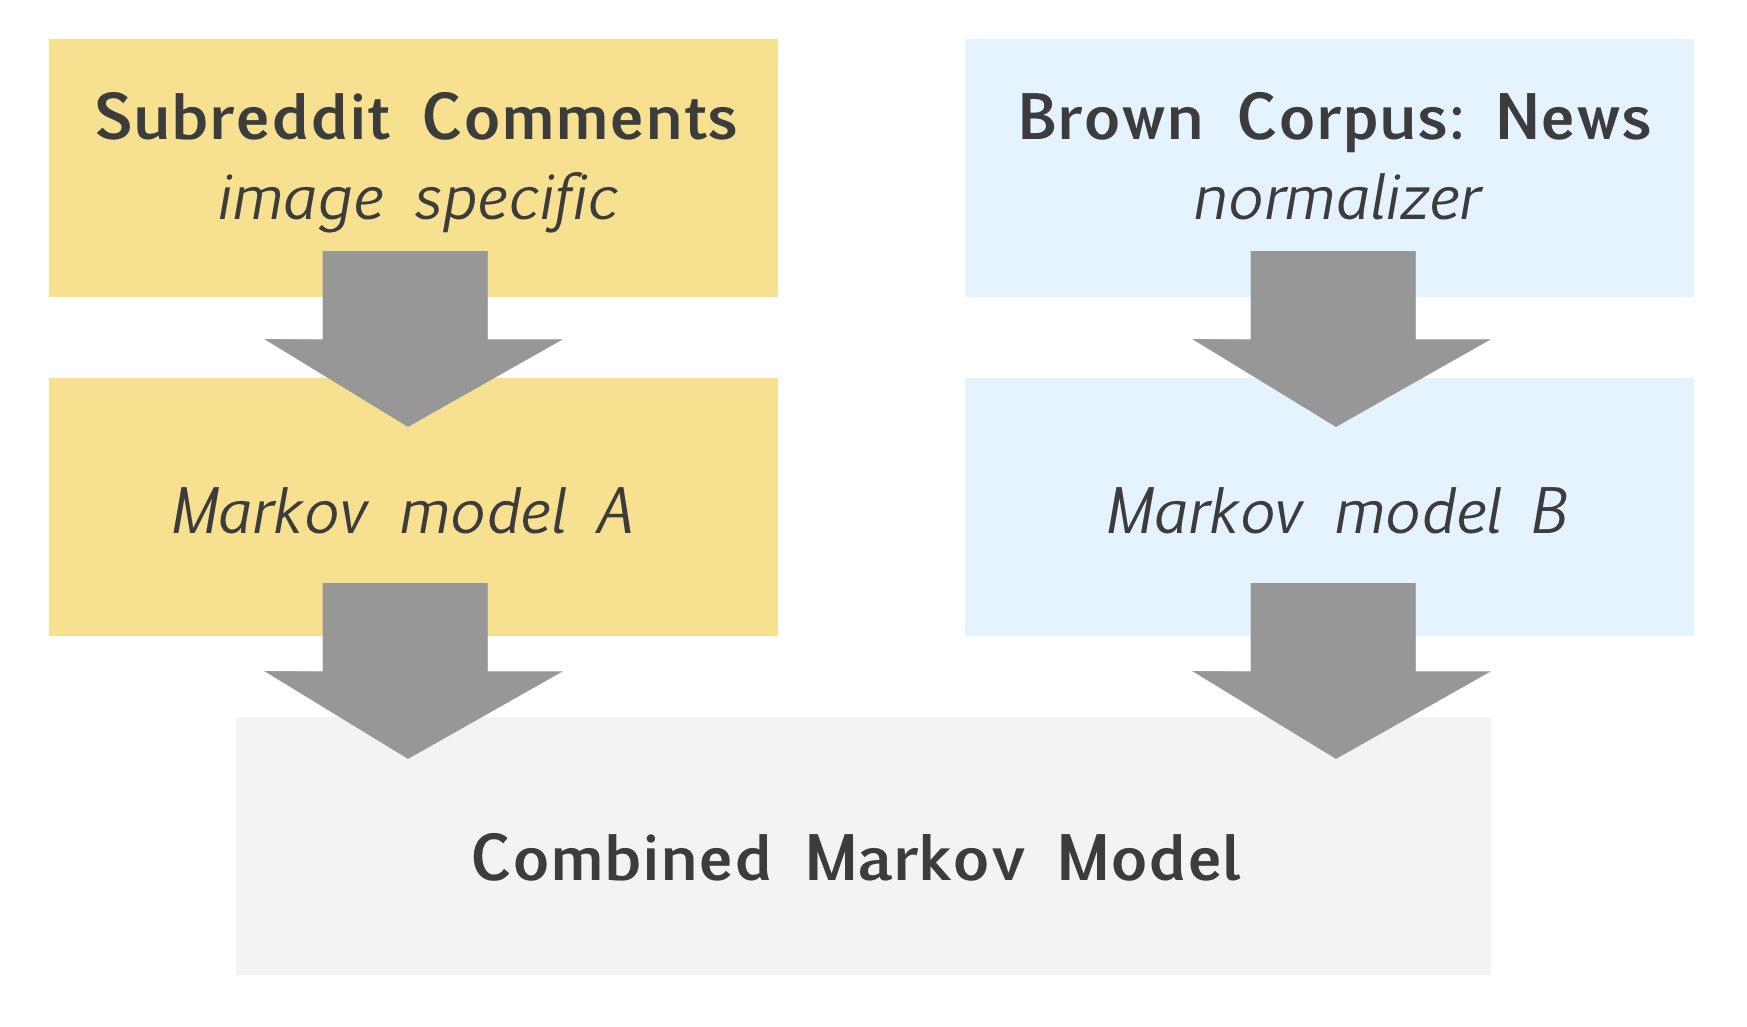 Subreddit Comments
image specific
Brown Corpus: News
normalizer
Markov model A
Markov model B
Combined Markov Model